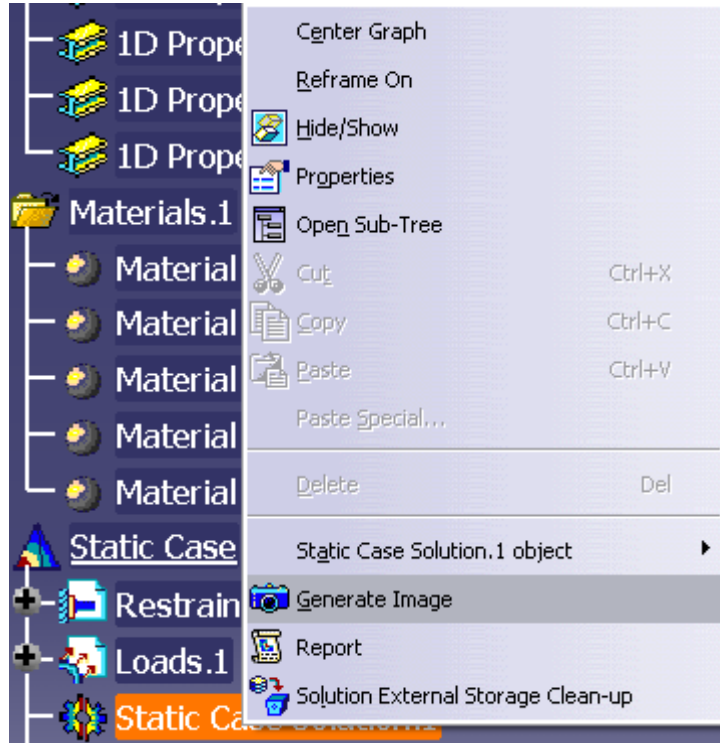 1D Prope
1D Prope
1D Prope
Materials.1
Material
Material
Material
Material
Material
Static Case
Restrain
Loads.1
Static Ca
Center Graph
Reframe On
Hide/Show
Properties
Open Sub-Tree
Cut Ctrl+X
Copy Ctrl+C
Paste Ctrl+V
Paste Special...
Delete Del
Static Case Solution.1 object
Generate Image
Report
Solution External Storage Clean-up